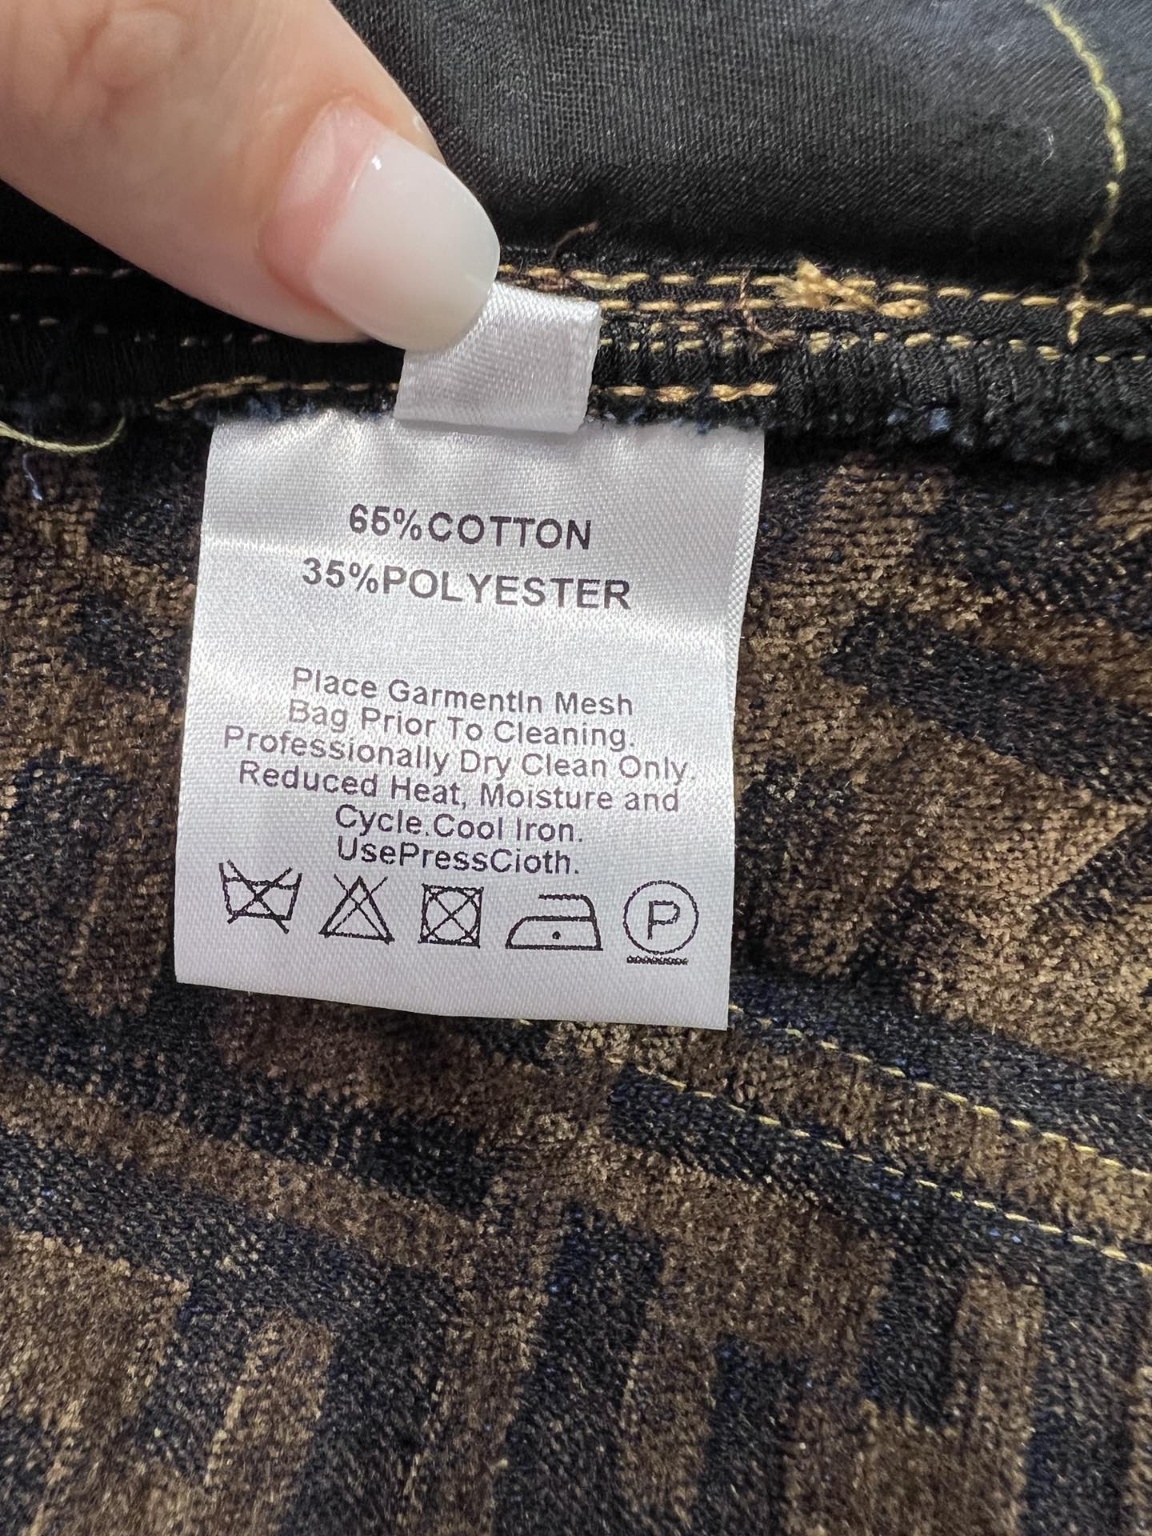 65%COTTON
35%POLYESTER
Place GarmentIn Mesh
Bag Prior To Cleaning.
Professionally Dry Clean Only.
Reduced Heat, Moisture and
Cycle.Cool Iron.
UsePressCioth.
P